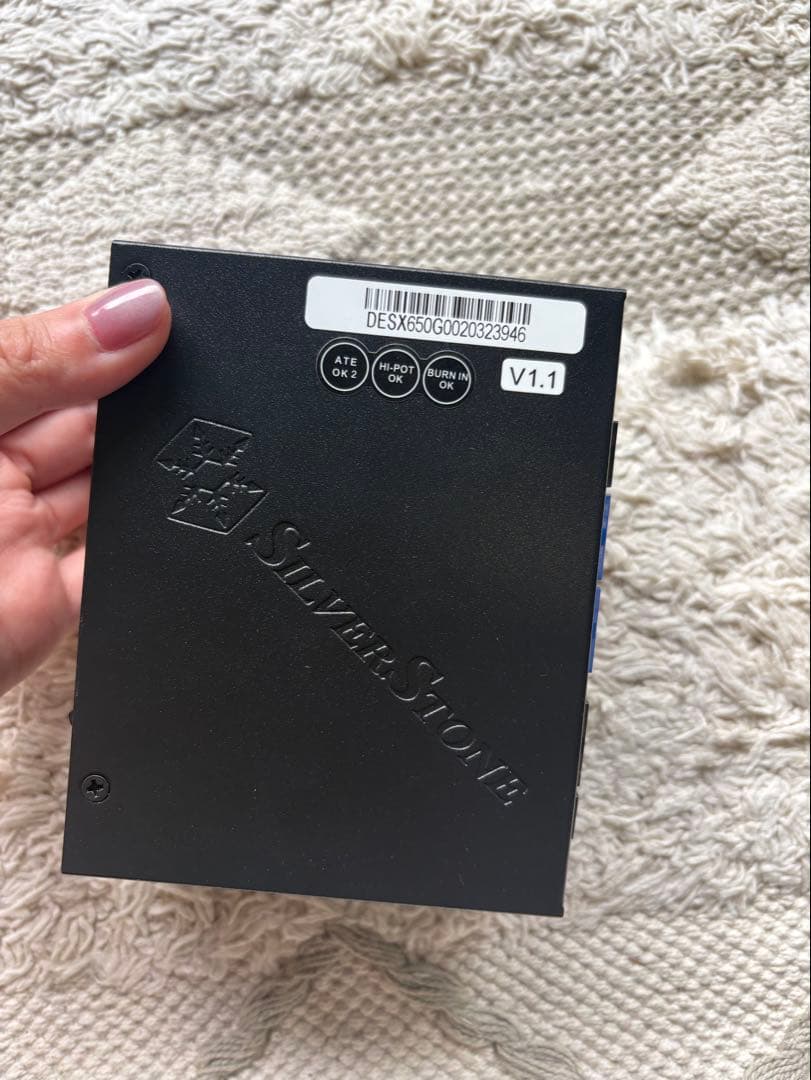 DESX650G0020323946
ATE
OK 2
HI-POT
OK
BURN IN
OK
V1.1
SILVERSTONE